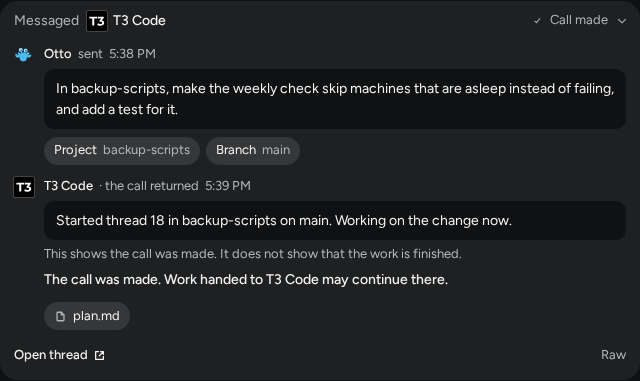 Messaged T3 T3 Code ✓ Call made
Otto sent 5:38 PM
In backup-scripts, make the weekly check skip machines that are asleep instead of failing,
and add a test for it.
Project backup-scripts Branch main
T3 T3 Code · the call returned 5:39 PM
Started thread 18 in backup-scripts on main. Working on the change now.
This shows the call was made. It does not show that the work is finished.
The call was made. Work handed to T3 Code may continue there.
plan.md
Open thread Raw